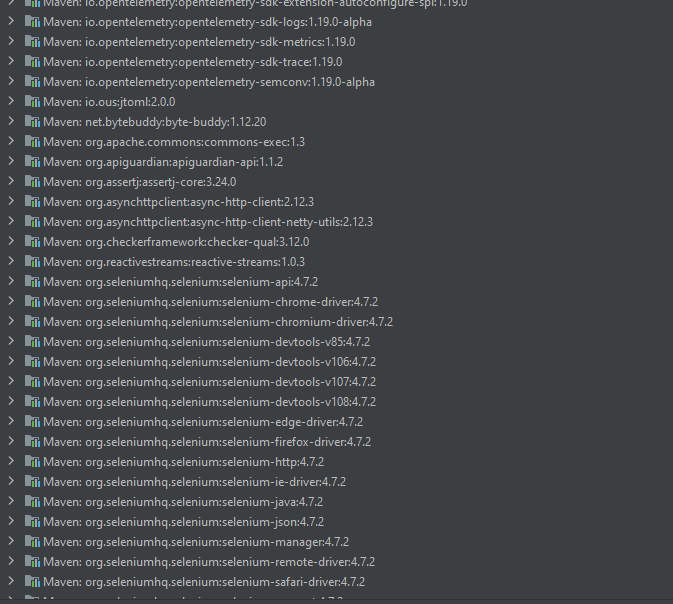 Maven: io.opentelemetry:opentelemetry-sdk-extension-autoconfigure-spi:1.19.0
Maven: io.opentelemetry:opentelemetry-sdk-logs:1.19.0-alpha
Maven: io.opentelemetry:opentelemetry-sdk-metrics:1.19.0
Maven: io.opentelemetry:opentelemetry-sdk-trace:1.19.0
Maven: io.opentelemetry:opentelemetry-semconv:1.19.0-alpha
Maven: io.ous:jtoml:2.0.0
Maven: net.bytebuddy:byte-buddy:1.12.20
Maven: org.apache.commons:commons-exec:1.3
Maven: org.apiguardian:apiguardian-api:1.1.2
Maven: org.assertj:assertj-core:3.24.0
Maven: org.asynchttpclient:async-http-client:2.12.3
Maven: org.asynchttpclient:async-http-client-netty-utils:2.12.3
Maven: org.checkerframework:checker-qual:3.12.0
Maven: org.reactivestreams:reactive-streams:1.0.3
Maven: org.seleniumhq.selenium:selenium-api:4.7.2
Maven: org.seleniumhq.selenium:selenium-chrome-driver:4.7.2
Maven: org.seleniumhq.selenium:selenium-chromium-driver:4.7.2
Maven: org.seleniumhq.selenium:selenium-devtools-v85:4.7.2
Maven: org.seleniumhq.selenium:selenium-devtools-v106:4.7.2
Maven: org.seleniumhq.selenium:selenium-devtools-v107:4.7.2
Maven: org.seleniumhq.selenium:selenium-devtools-v108:4.7.2
Maven: org.seleniumhq.selenium:selenium-edge-driver:4.7.2
Maven: org.seleniumhq.selenium:selenium-firefox-driver:4.7.2
Maven: org.seleniumhq.selenium:selenium-http:4.7.2
Maven: org.seleniumhq.selenium:selenium-ie-driver:4.7.2
Maven: org.seleniumhq.selenium:selenium-java:4.7.2
Maven: org.seleniumhq.selenium:selenium-json:4.7.2
Maven: org.seleniumhq.selenium:selenium-manager:4.7.2
Maven: org.seleniumhq.selenium:selenium-remote-driver:4.7.2
Maven: org.seleniumhq.selenium:selenium-safari-driver:4.7.2